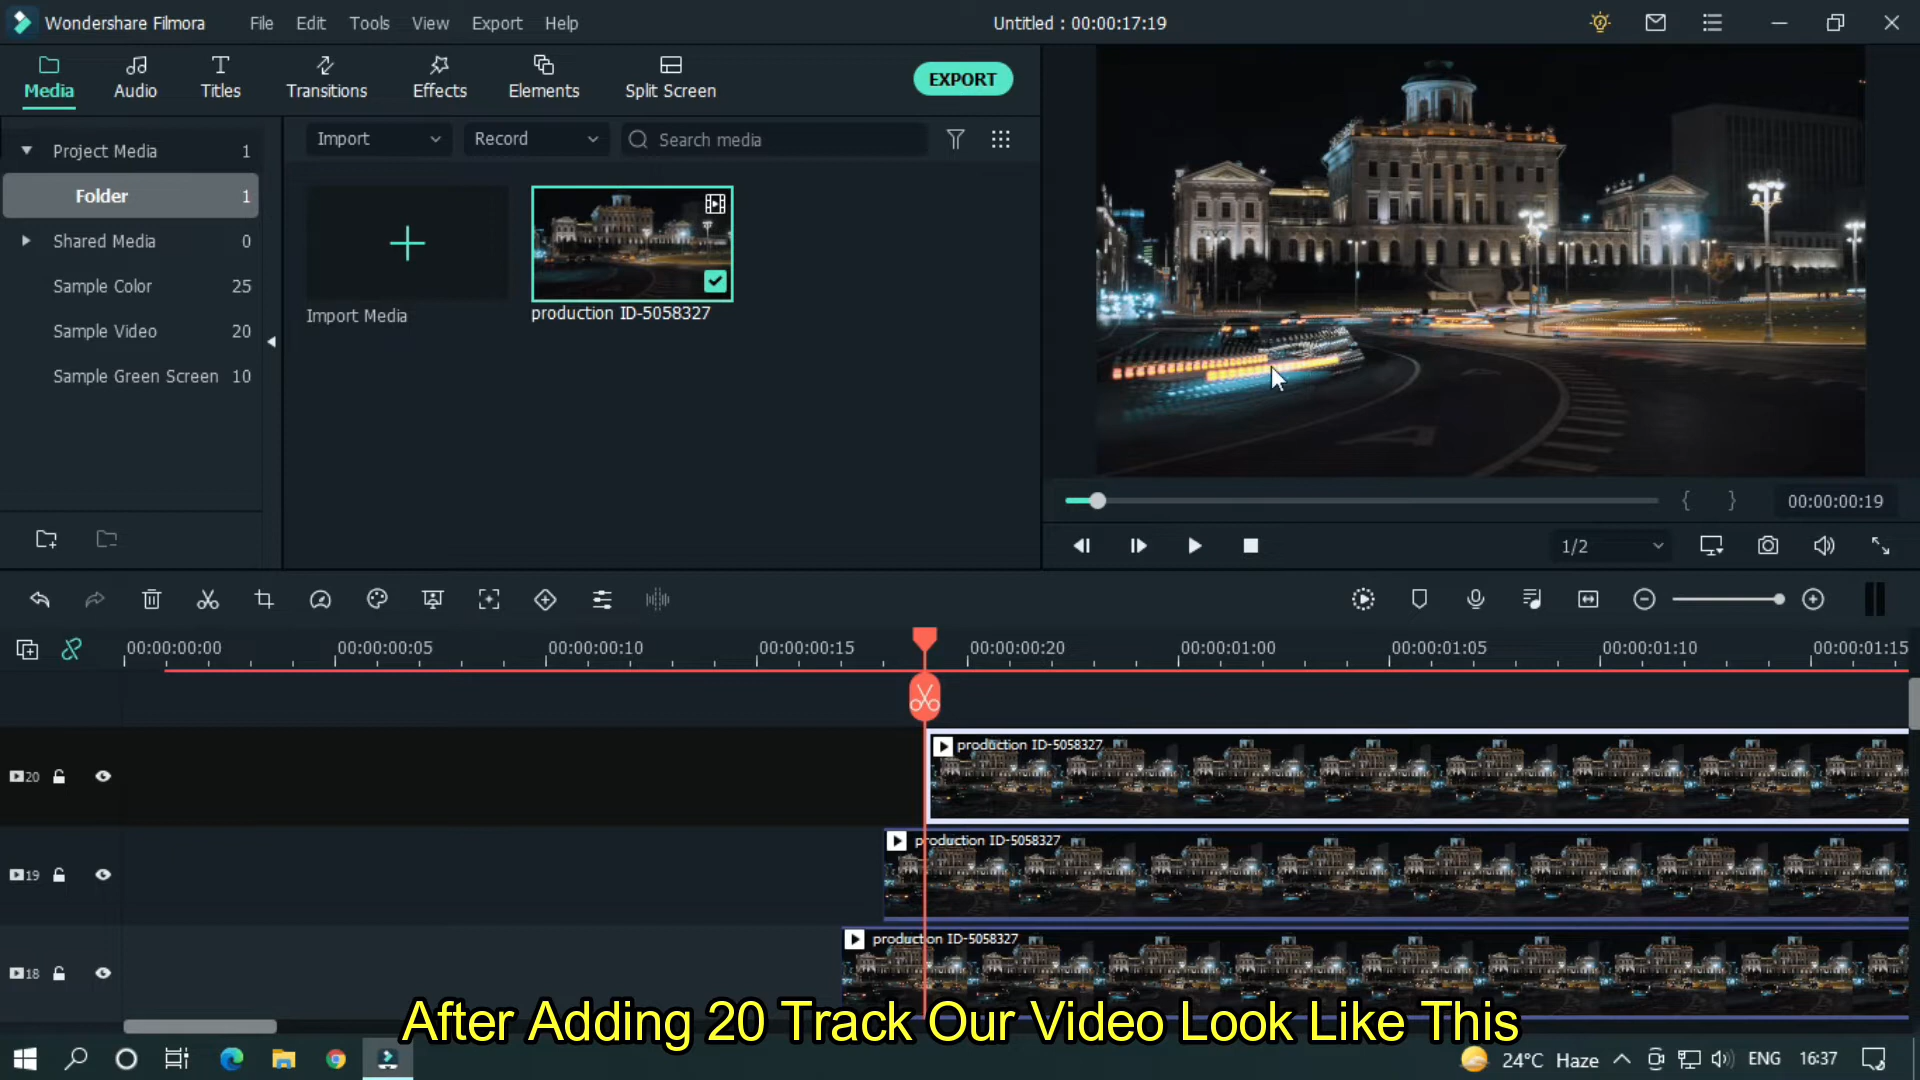 Wondershare Filmora File Edit Tools View Export Help Untitled : 00:00:17:19
Media Audio Titles Transitions Effects Elements Split Screen EXPORT
Import Record Search media
Project Media 1
Folder 1
Shared Media 0
Sample Color 25
Sample Video 20
Sample Green Screen 10
Import Media
production ID-5058327
{ } 00:00:00:19
1/2
00:00:00:00 00:00:00:05 00:00:00:10 00:00:00:15 00:00:00:20 00:00:01:00 00:00:01:05 00:00:01:10 00:00:01:15
20 production ID-5058327
19 production ID-5058327
18 production ID-5058327
After Adding 20 Track Our Video Look Like This
24°C Haze ENG 16:37